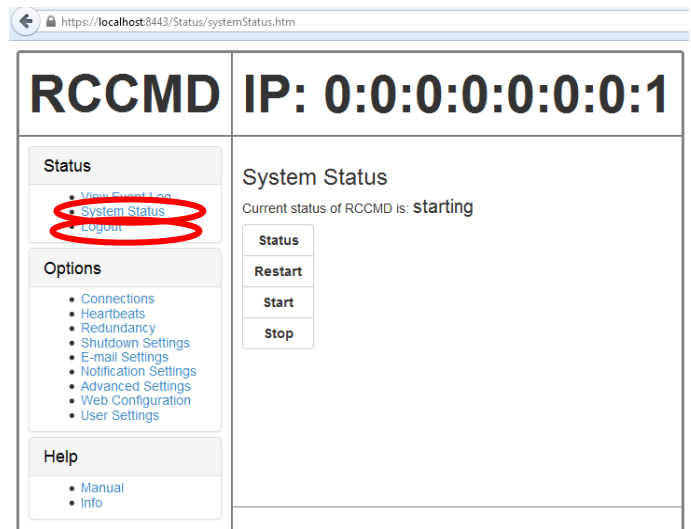 https://localhost:8443/Status/systemStatus.htm
RCCMD
IP: 0:0:0:0:0:0:0:1
Status
View Event Log
System Status
Logout
Options
Connections
Heartbeats
Redundancy
Shutdown Settings
E-mail Settings
Notification Settings
Advanced Settings
Web Configuration
User Settings
Help
Manual
Info
System Status
Current status of RCCMD is: starting
Status
Restart
Start
Stop